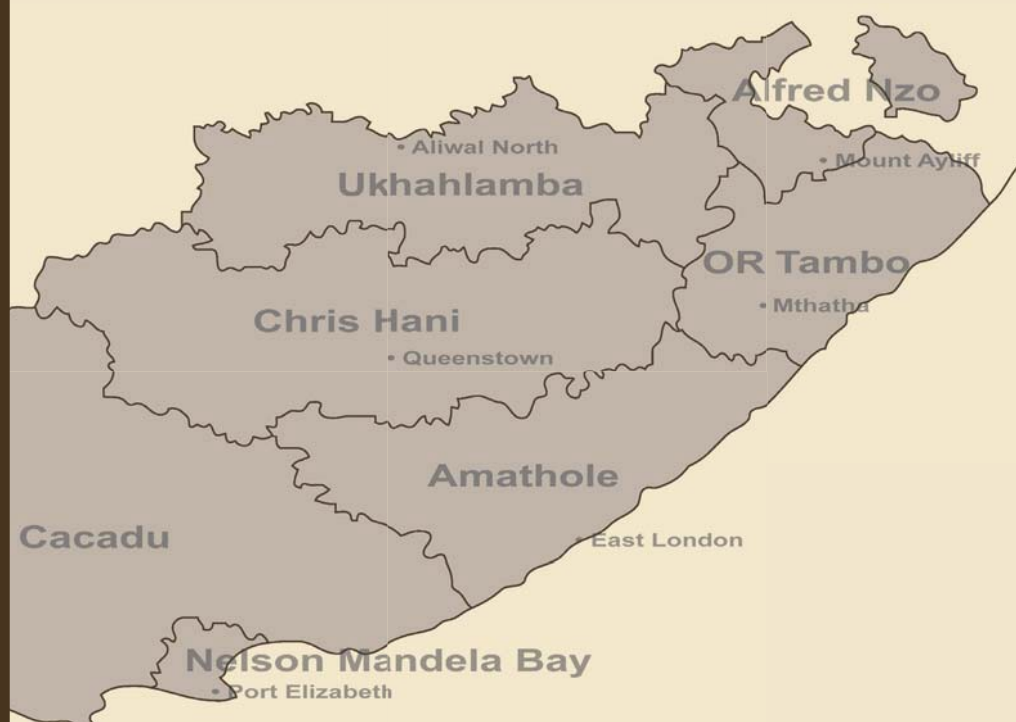 Alfred Nzo
Aliwal North
Mount Ayliff
Ukhahlamba
OR Tambo
Mthatha
Chris Hani
Queenstown
Amathole
Cacadu
East London
Nelson Mandela Bay
Port Elizabeth